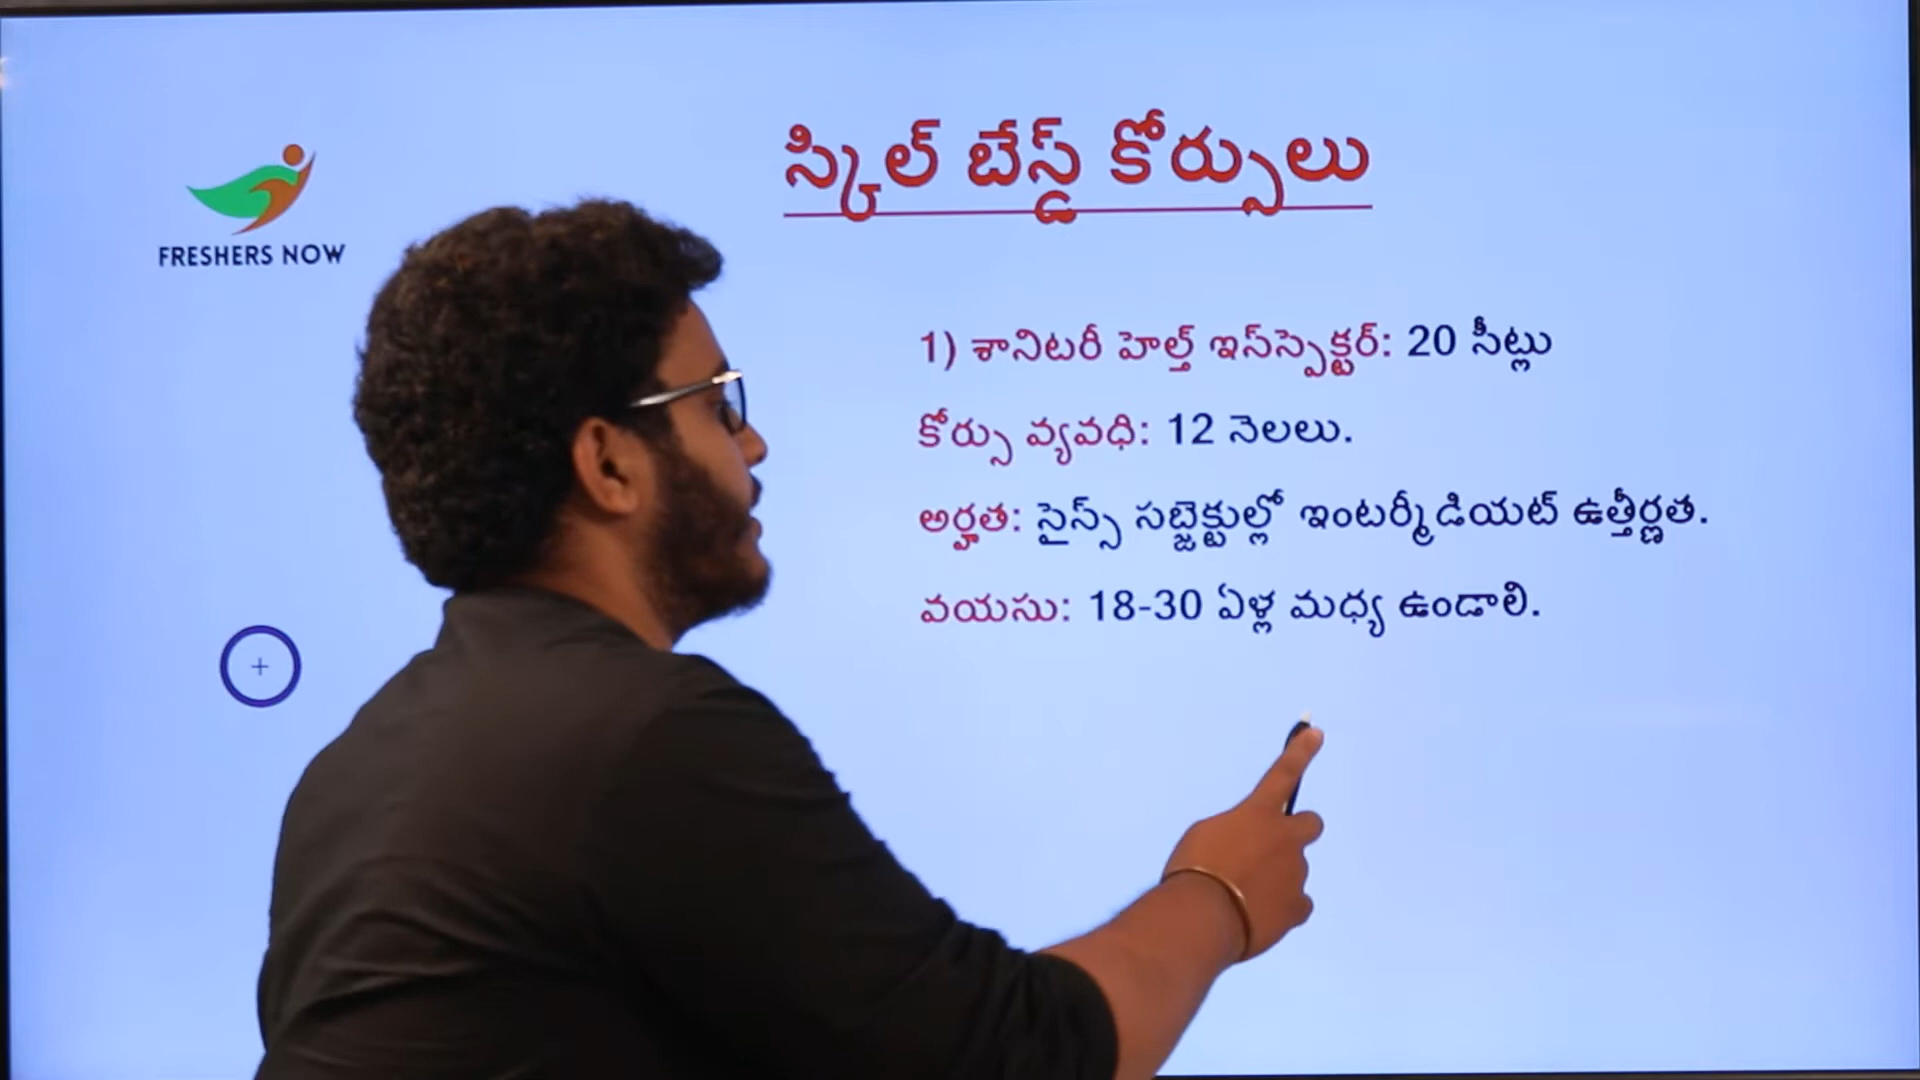 స్కిల్ బేస్డ్ కోర్సులు
FRESHERS NOW
1) శానిటరీ హెల్త్ ఇన్‌స్పెక్టర్: 20 సీట్లు
కోర్సు వ్యవధి: 12 నెలలు.
అర్హత: సైన్స్ సబ్జెక్టుల్లో ఇంటర్మీడియట్ ఉత్తీర్ణత.
వయసు: 18-30 ఏళ్ల మధ్య ఉండాలి.